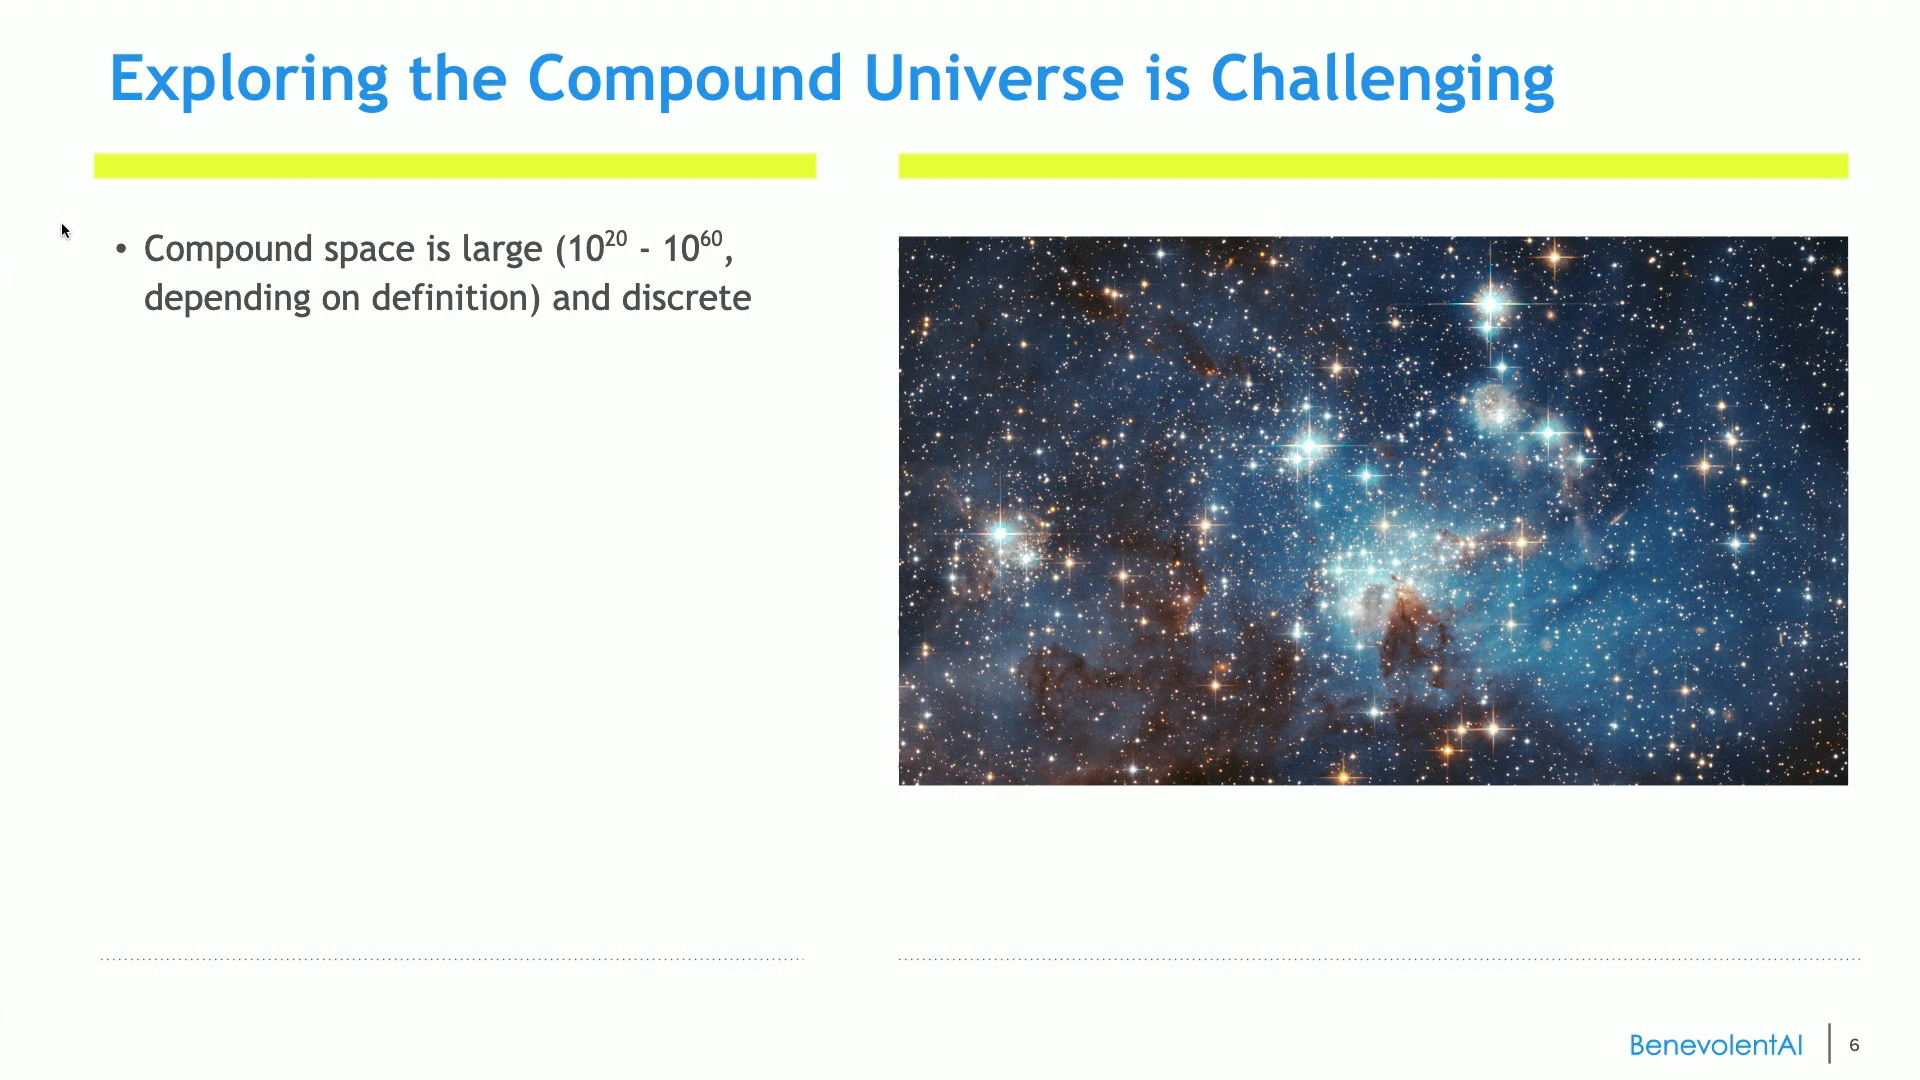 Exploring the Compound Universe is Challenging
• Compound space is large (10²⁰ - 10⁶⁰,
depending on definition) and discrete
BenevolentAI
6